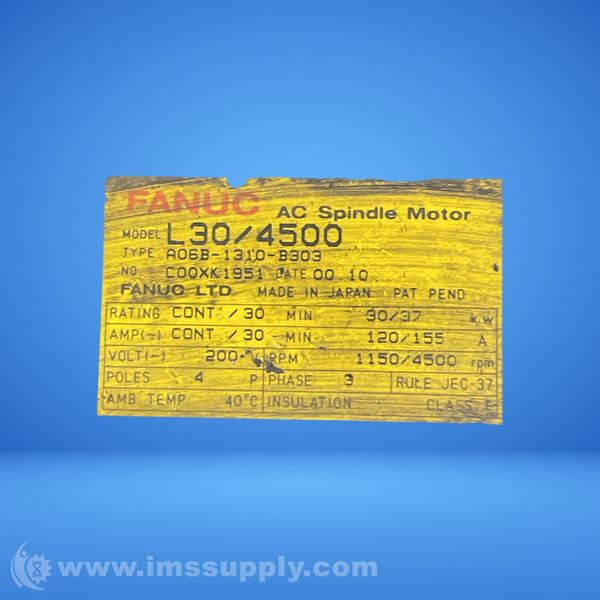 FANUC AC Spindle Motor
MODEL L30/4500
TYPE A06B-1310-B303
NO. C00XK1951 DATE 00.10
FANUC LTD MADE IN JAPAN PAT PEND
RATING CONT / 30 MIN 30/37 kw
AMP(~) CONT / 30 MIN 120/155 A
VOLT(~) 200 V RPM 1150/4500 rpm
POLES 4 P PHASE 3 RULE JEC-37
AMB TEMP 40°C INSULATION CLASS
www.imssupply.com